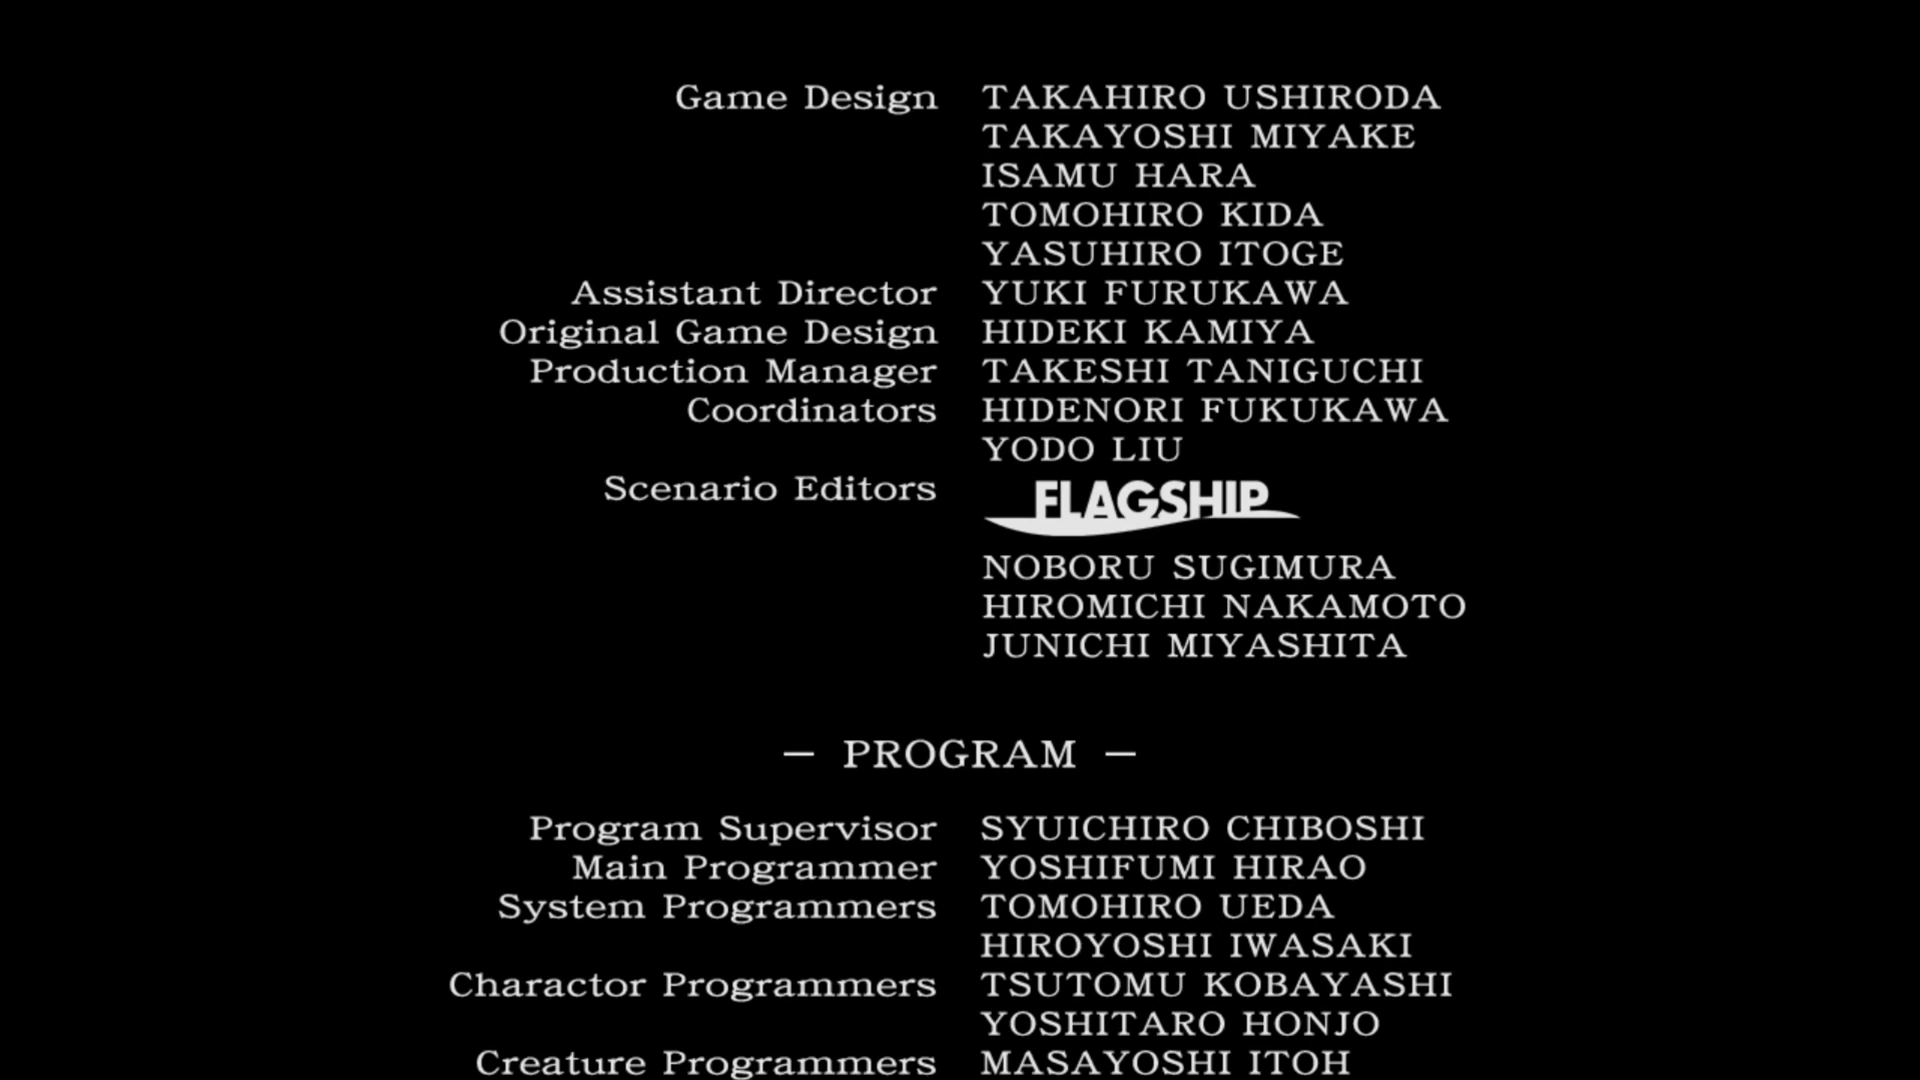 Game Design TAKAHIRO USHIRODA
TAKAYOSHI MIYAKE
ISAMU HARA
TOMOHIRO KIDA
YASUHIRO ITOGE
Assistant Director YUKI FURUKAWA
Original Game Design HIDEKI KAMIYA
Production Manager TAKESHI TANIGUCHI
Coordinators HIDENORI FUKUKAWA
YODO LIU
Scenario Editors FLAGSHIP
NOBORU SUGIMURA
HIROMICHI NAKAMOTO
JUNICHI MIYASHITA
— PROGRAM —
Program Supervisor SYUICHIRO CHIBOSHI
Main Programmer YOSHIFUMI HIRAO
System Programmers TOMOHIRO UEDA
HIROYOSHI IWASAKI
Charactor Programmers TSUTOMU KOBAYASHI
YOSHITARO HONJO
Creature Programmers MASAYOSHI ITOH